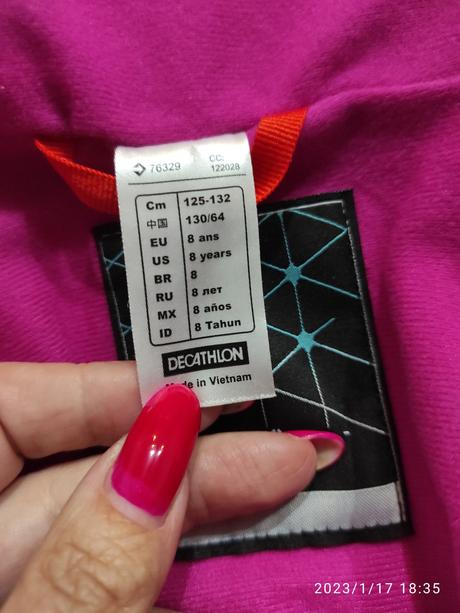 76329 CC: 122028
Cm 125-132
中国 130/64
EU 8 ans
US 8 years
BR 8
RU 8 лет
MX 8 años
ID 8 Tahun
DECATHLON
Made in Vietnam
2023/1/17 18:35